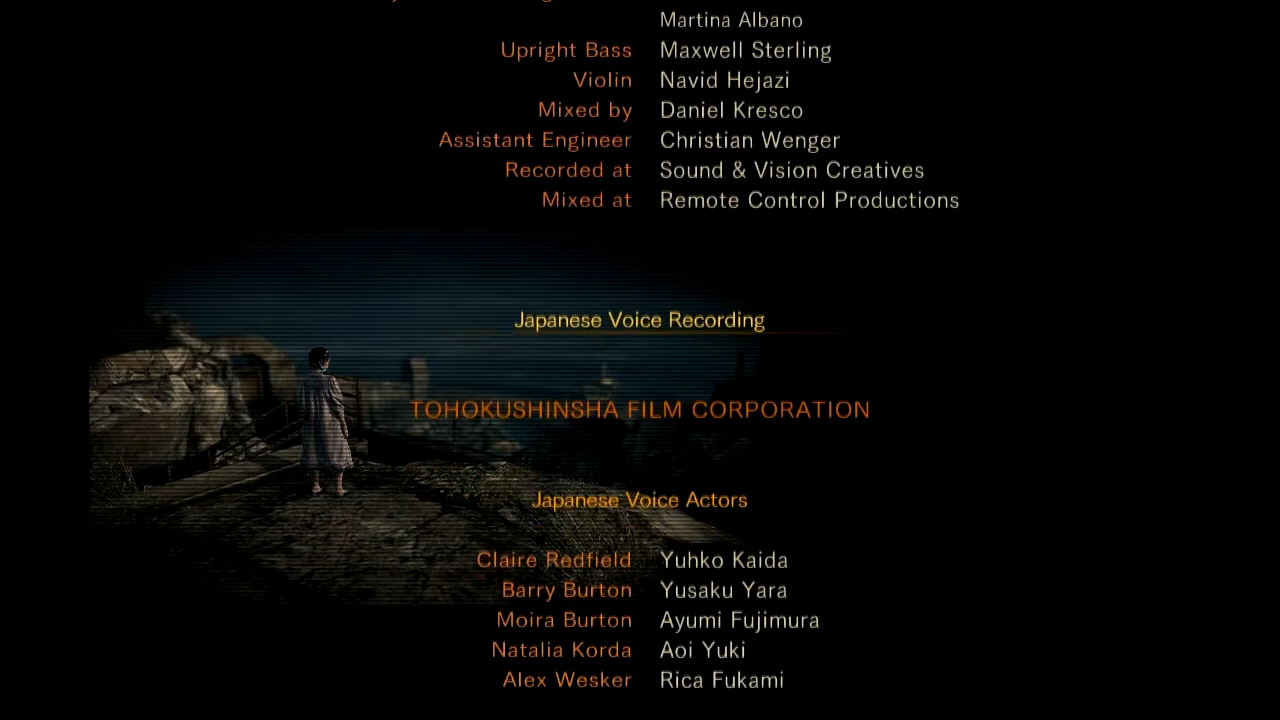 Martina Albano
Upright Bass Maxwell Sterling
Violin Navid Hejazi
Mixed by Daniel Kresco
Assistant Engineer Christian Wenger
Recorded at Sound & Vision Creatives
Mixed at Remote Control Productions
Japanese Voice Recording
TOHOKUSHINSHA FILM CORPORATION
Japanese Voice Actors
Claire Redfield Yuhko Kaida
Barry Burton Yusaku Yara
Moira Burton Ayumi Fujimura
Natalia Korda Aoi Yuki
Alex Wesker Rica Fukami